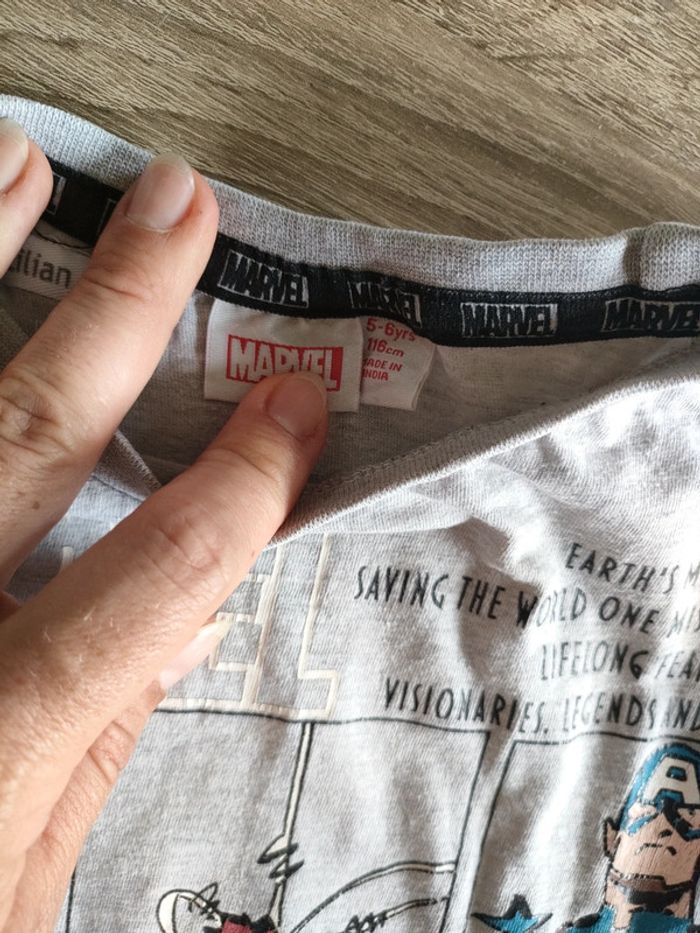 MARVEL MARVEL MARVEL MARVEL
ilian
MARVEL
5-6yrs
116cm
MADE IN
INDIA
EARTH'S M
SAVING THE WORLD ONE MIS
LIFELONG FEA
VISIONARIES, LEGENDS AND
A